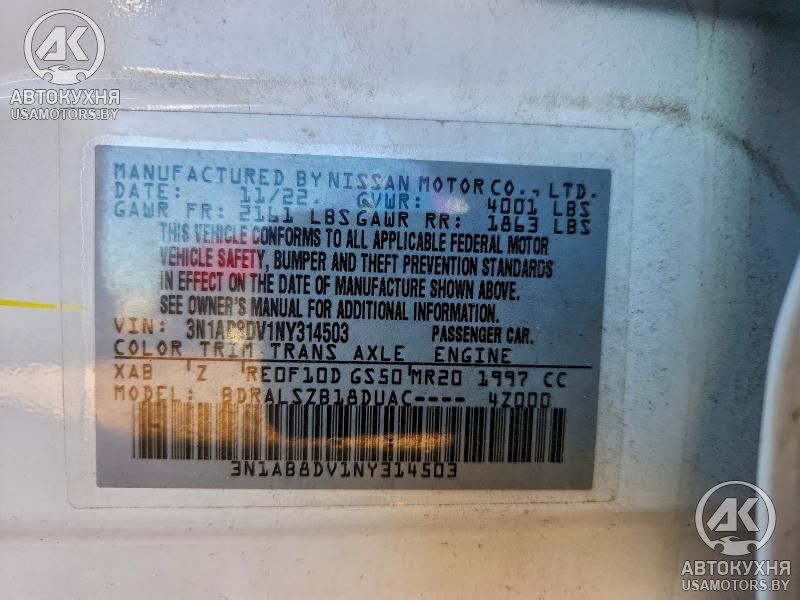 AK
АВТОКУХНЯ
USAMOTORS.BY
MANUFACTURED BY NISSAN MOTOR CO., LTD.
DATE: 11/22. GVWR: 4001 LBS
GAWR FR: 2161 LBS GAWR RR: 1863 LBS
THIS VEHICLE CONFORMS TO ALL APPLICABLE FEDERAL MOTOR
VEHICLE SAFETY, BUMPER AND THEFT PREVENTION STANDARDS
IN EFFECT ON THE DATE OF MANUFACTURE SHOWN ABOVE.
SEE OWNER'S MANUAL FOR ADDITIONAL INFORMATION.
VIN: 3N1AB8DV1NY314503 PASSENGER CAR.
COLOR TRIM TRANS AXLE ENGINE
XAB Z RE0F10D GS50 MR20 1997 CC
MODEL: BDRALSZB18DUAC---- 4Z000
3N1AB8DV1NY314503
AK
АВТОКУХНЯ
USAMOTORS.BY